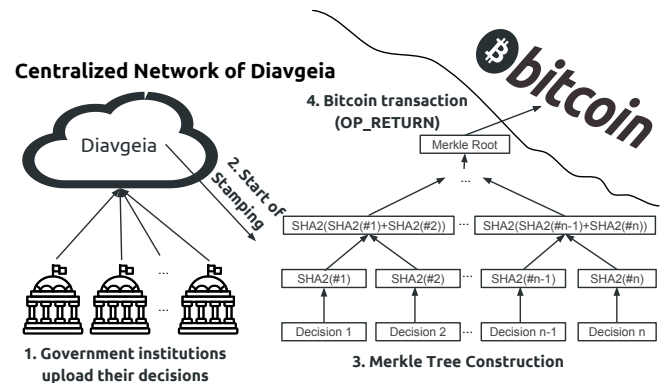 Centralized Network of Diavgeia
Diavgeia
2. Start of
Stamping
...
...
1. Government institutions
upload their decisions
₿bitcoin
4. Bitcoin transaction
(OP_RETURN)
Merkle Root
...
SHA2(SHA2(#1)+SHA2(#2))
...
SHA2(SHA2(#n-1)+SHA2(#n))
SHA2(#1)
SHA2(#2)
...
SHA2(#n-1)
SHA2(#n)
Decision 1
Decision 2
...
Decision n-1
Decision n
3. Merkle Tree Construction